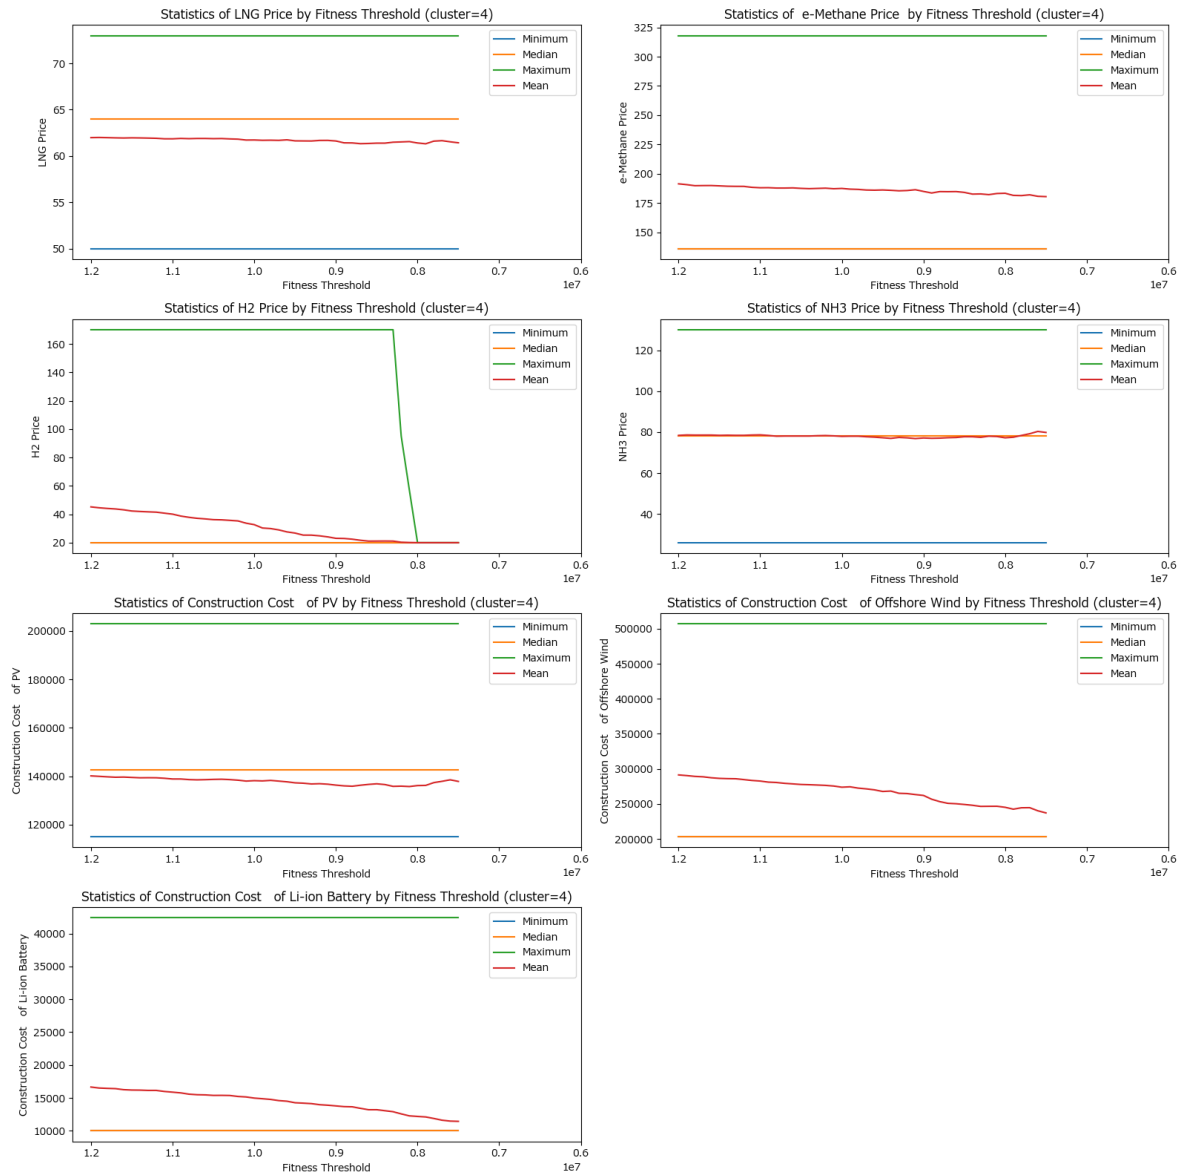 Statistics of LNG Price by Fitness Threshold (cluster=4)
LNG Price
70
65
60
55
50
Minimum
Median
Maximum
Mean
1.2 1.1 1.0 0.9 0.8 0.7 0.6
Fitness Threshold
1e7
Statistics of  e-Methane Price  by Fitness Threshold (cluster=4)
e-Methane Price
325
300
275
250
225
200
175
150
Minimum
Median
Maximum
Mean
1.2 1.1 1.0 0.9 0.8 0.7 0.6
Fitness Threshold
1e7
Statistics of H2 Price by Fitness Threshold (cluster=4)
H2 Price
160
140
120
100
80
60
40
20
Minimum
Median
Maximum
Mean
1.2 1.1 1.0 0.9 0.8 0.7 0.6
Fitness Threshold
1e7
Statistics of NH3 Price by Fitness Threshold (cluster=4)
NH3 Price
120
100
80
60
40
Minimum
Median
Maximum
Mean
1.2 1.1 1.0 0.9 0.8 0.7 0.6
Fitness Threshold
1e7
Statistics of Construction Cost   of PV by Fitness Threshold (cluster=4)
Construction Cost   of PV
200000
180000
160000
140000
120000
Minimum
Median
Maximum
Mean
1.2 1.1 1.0 0.9 0.8 0.7 0.6
Fitness Threshold
1e7
Statistics of Construction Cost   of Offshore Wind by Fitness Threshold (cluster=4)
Construction Cost   of Offshore Wind
500000
450000
400000
350000
300000
250000
200000
Minimum
Median
Maximum
Mean
1.2 1.1 1.0 0.9 0.8 0.7 0.6
Fitness Threshold
1e7
Statistics of Construction Cost   of Li-ion Battery by Fitness Threshold (cluster=4)
Construction Cost   of Li-ion Battery
40000
35000
30000
25000
20000
15000
10000
Minimum
Median
Maximum
Mean
1.2 1.1 1.0 0.9 0.8 0.7 0.6
Fitness Threshold
1e7